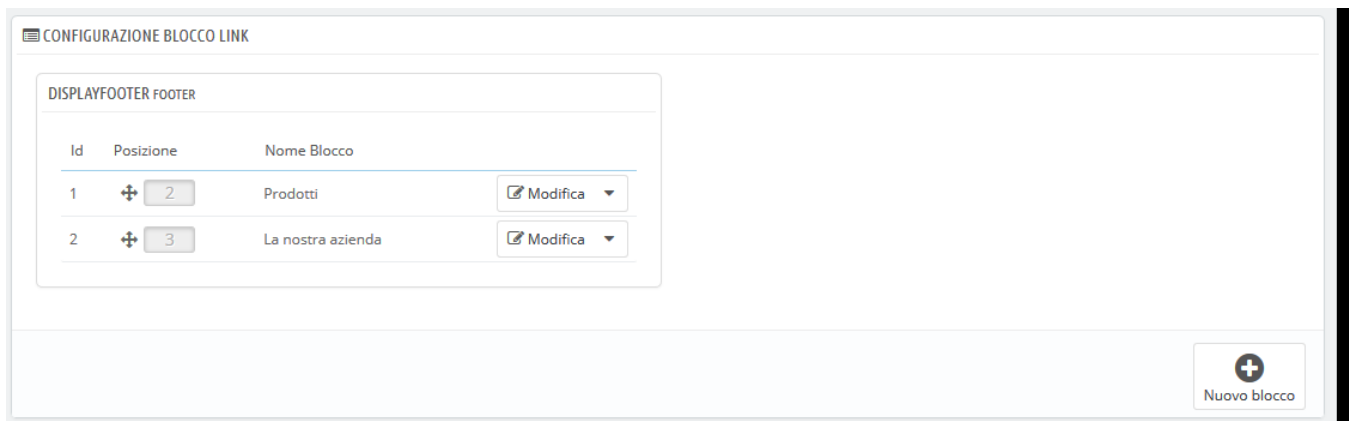 CONFIGURAZIONE BLOCCO LINK
DISPLAYFOOTER FOOTER
Id Posizione Nome Blocco
1 2 Prodotti Modifica
2 3 La nostra azienda Modifica
Nuovo blocco